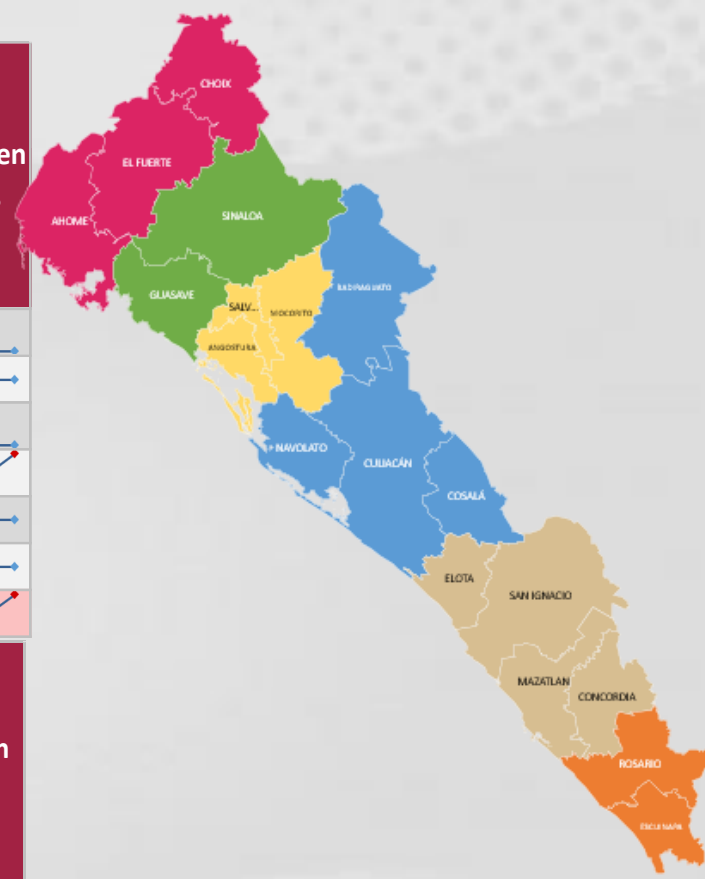 en
CHOIX
EL FUERTE
AHOME
SINALOA
GUASAVE
SALV...
MOCORITO
BADIRAGUATO
ANGOSTURA
NAVOLATO
CULIACÁN
COSALÁ
ELOTA
SAN IGNACIO
MAZATLAN
CONCORDIA
n
ROSARIO
ESCUINAPA